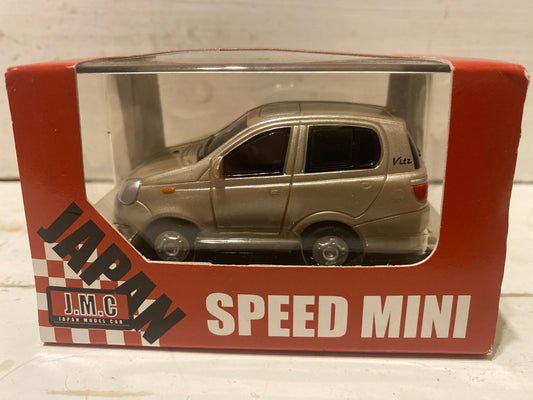 Vitz
JAPAN
J.M.C
JAPAN MODEL CAR
SPEED MINI